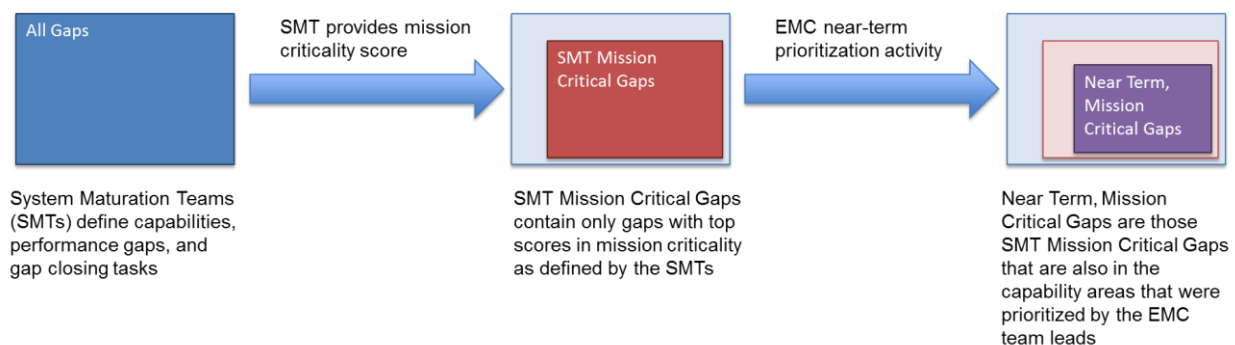 All Gaps
SMT provides mission
criticality score
SMT Mission
Critical Gaps
EMC near-term
prioritization activity
Near Term,
Mission
Critical Gaps
System Maturation Teams
(SMTs) define capabilities,
performance gaps, and
gap closing tasks
SMT Mission Critical Gaps
contain only gaps with top
scores in mission criticality
as defined by the SMTs
Near Term, Mission
Critical Gaps are those
SMT Mission Critical Gaps
that are also in the
capability areas that were
prioritized by the EMC
team leads